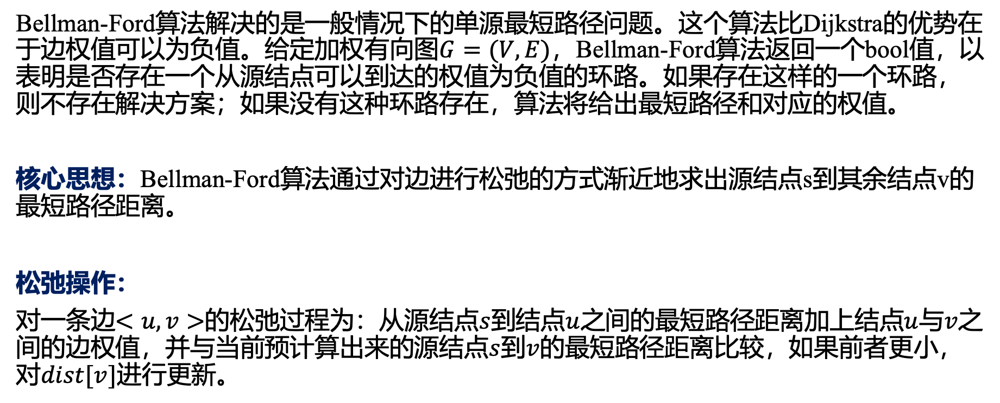 Bellman-Ford算法解决的是一般情况下的单源最短路径问题。这个算法比Dijkstra的优势在
于边权值可以为负值。给定加权有向图G = (V, E)，Bellman-Ford算法返回一个bool值，以
表明是否存在一个从源结点可以到达的权值为负值的环路。如果存在这样的一个环路，
则不存在解决方案；如果没有这种环路存在，算法将给出最短路径和对应的权值。
核心思想：Bellman-Ford算法通过对边进行松弛的方式渐近地求出源结点s到其余结点v的
最短路径距离。
松弛操作：
对一条边< u, v >的松弛过程为：从源结点s到结点u之间的最短路径距离加上结点u与v之
间的边权值，并与当前预计算出来的源结点s到v的最短路径距离比较，如果前者更小，
对dist[v]进行更新。